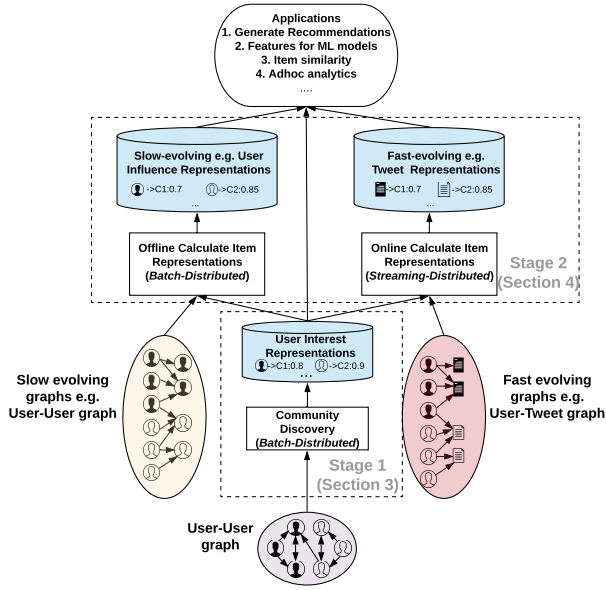 Applications
1. Generate Recommendations
2. Features for ML models
3. Item similarity
4. Adhoc analytics
....
Slow-evolving e.g. User
Influence Representations
->C1:0.7
->C2:0.85
...
Fast-evolving e.g.
Tweet Representations
->C1:0.7
->C2:0.85
...
Offline Calculate Item
Representations
(Batch-Distributed)
Online Calculate Item
Representations
(Streaming-Distributed)
Stage 2
(Section 4)
User Interest
Representations
->C1:0.8
->C2:0.9
...
Slow evolving
graphs e.g.
User-User graph
Fast evolving
graphs e.g.
User-Tweet graph
Community
Discovery
(Batch-Distributed)
Stage 1
(Section 3)
User-User
graph